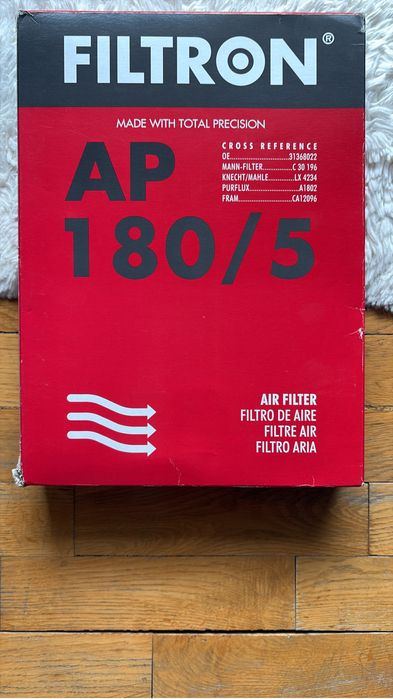 FILTRON®
MADE WITH TOTAL PRECISION
AP
180/5
CROSS REFERENCE
OE....................31368022
MANN-FILTER..........C 30 196
KNECHT/MAHLE.........LX 4234
PURFLUX..................A1802
FRAM..................CA12096
AIR FILTER
FILTRO DE AIRE
FILTRE AIR
FILTRO ARIA